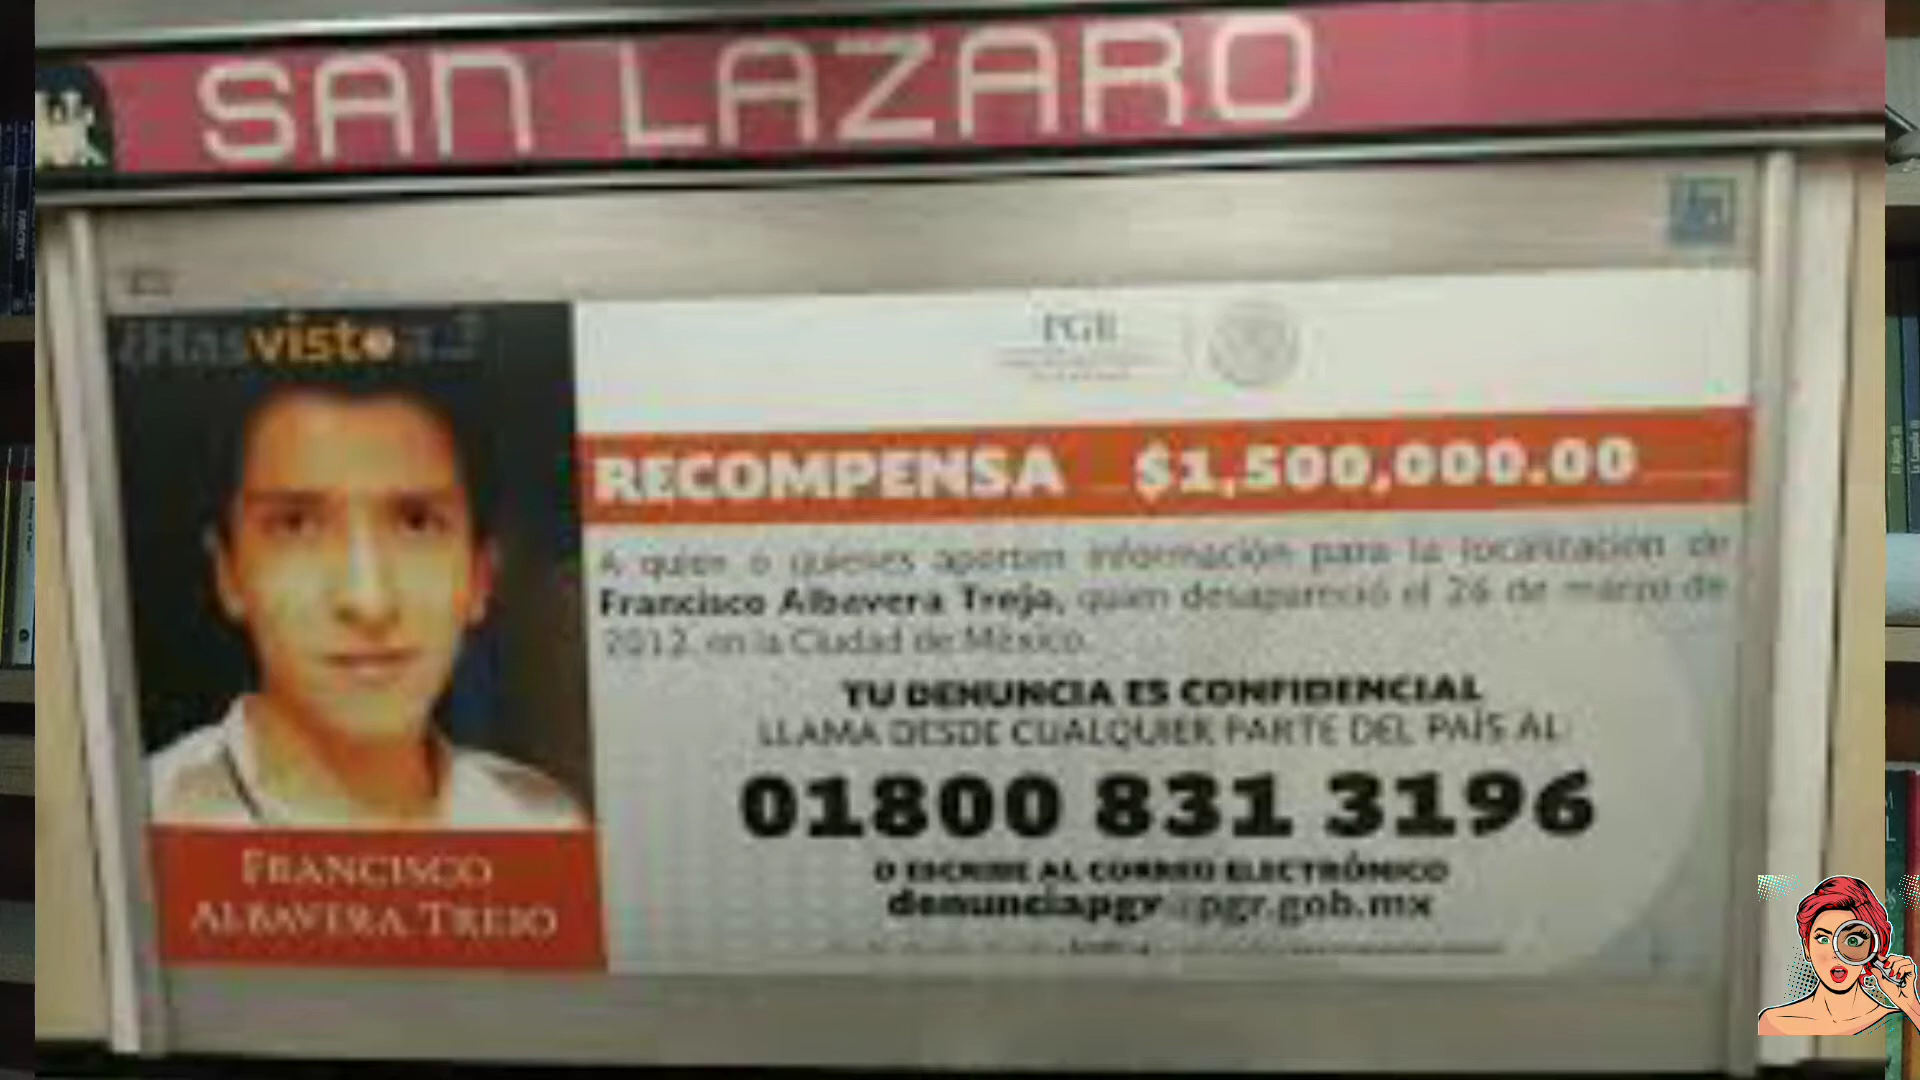 SAN LAZARO
¿Has visto a..?
PGR
RECOMPENSA $1,500,000.00
A quien o quienes aporten información para la localización de
Francisco Albavera Trejo, quien desapareció el 26 de marzo de
2012, en la Ciudad de México.
TU DENUNCIA ES CONFIDENCIAL
LLAMA DESDE CUALQUIER PARTE DEL PAÍS AL:
01800 831 3196
O ESCRIBE AL CORREO ELECTRÓNICO
denunciapgr@pgr.gob.mx
FRANCISCO
ALBAVERA TREJO